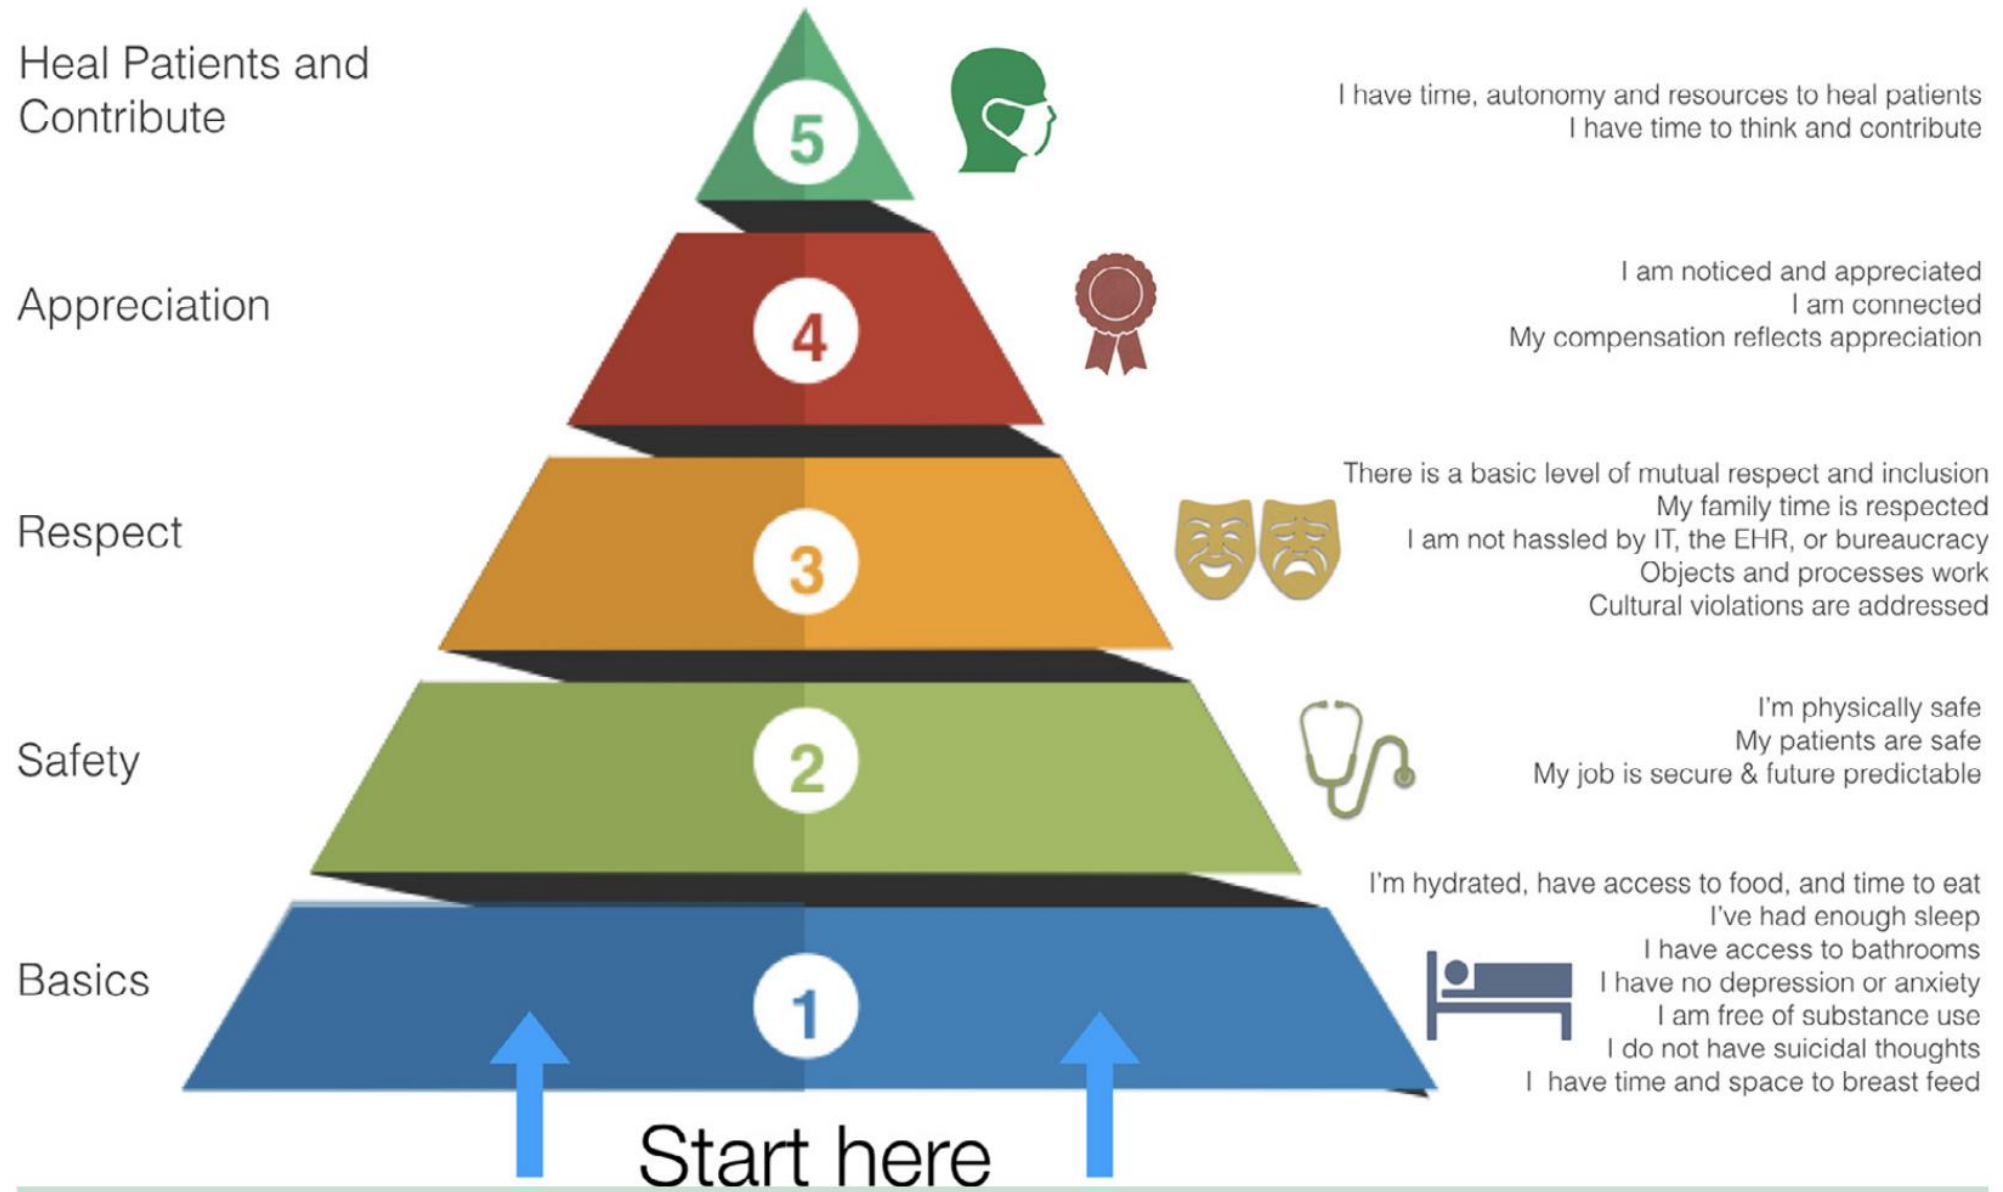 Heal Patients and
Contribute
5
I have time, autonomy and resources to heal patients
I have time to think and contribute
Appreciation
4
I am noticed and appreciated
I am connected
My compensation reflects appreciation
Respect
3
There is a basic level of mutual respect and inclusion
My family time is respected
I am not hassled by IT, the EHR, or bureaucracy
Objects and processes work
Cultural violations are addressed
Safety
2
I'm physically safe
My patients are safe
My job is secure & future predictable
Basics
1
I'm hydrated, have access to food, and time to eat
I've had enough sleep
I have access to bathrooms
I have no depression or anxiety
I am free of substance use
I do not have suicidal thoughts
I have time and space to breast feed
Start here